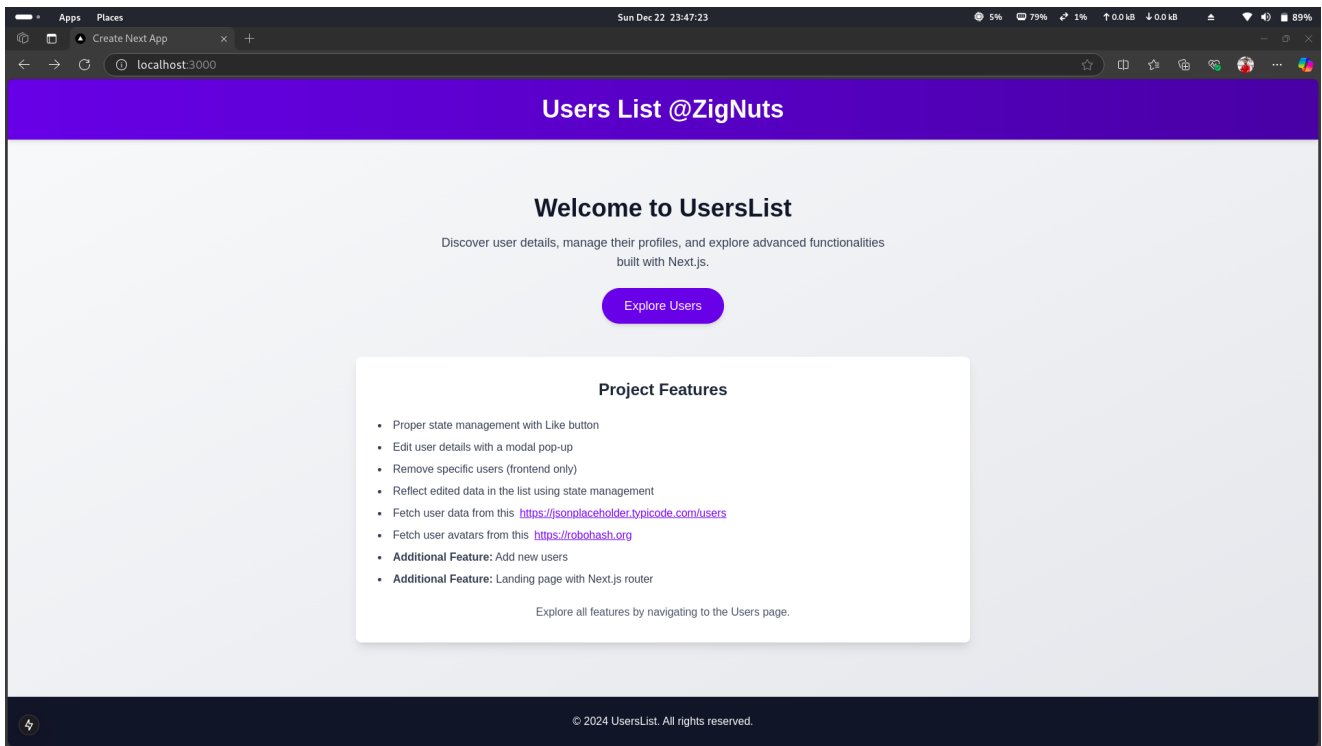 Apps Places Sun Dec 22 23:47:23 5% 79% 1% ↑0.0 kB ↓0.0 kB 89%
Create Next App
localhost:3000
Users List @ZigNuts
Welcome to UsersList
Discover user details, manage their profiles, and explore advanced functionalities
built with Next.js.
Explore Users
Project Features
• Proper state management with Like button
• Edit user details with a modal pop-up
• Remove specific users (frontend only)
• Reflect edited data in the list using state management
• Fetch user data from this https://jsonplaceholder.typicode.com/users
• Fetch user avatars from this https://robohash.org
• Additional Feature: Add new users
• Additional Feature: Landing page with Next.js router
Explore all features by navigating to the Users page.
© 2024 UsersList. All rights reserved.